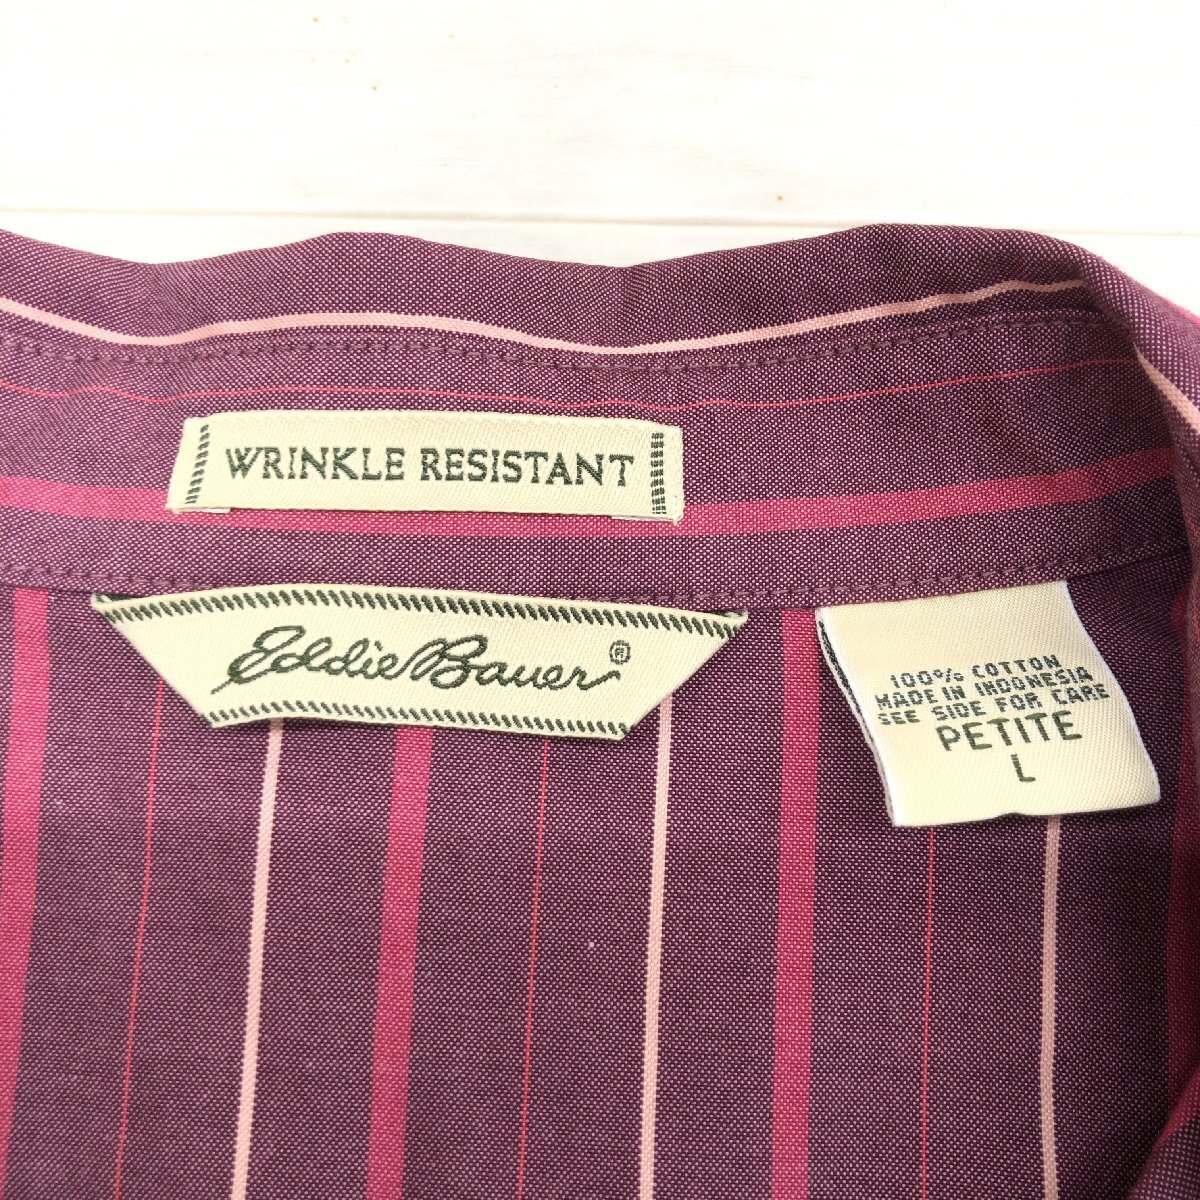 WRINKLE RESISTANT
Eddie Bauer®
100% COTTON
MADE IN INDONESIA
SEE SIDE FOR CARE
PETITE
L